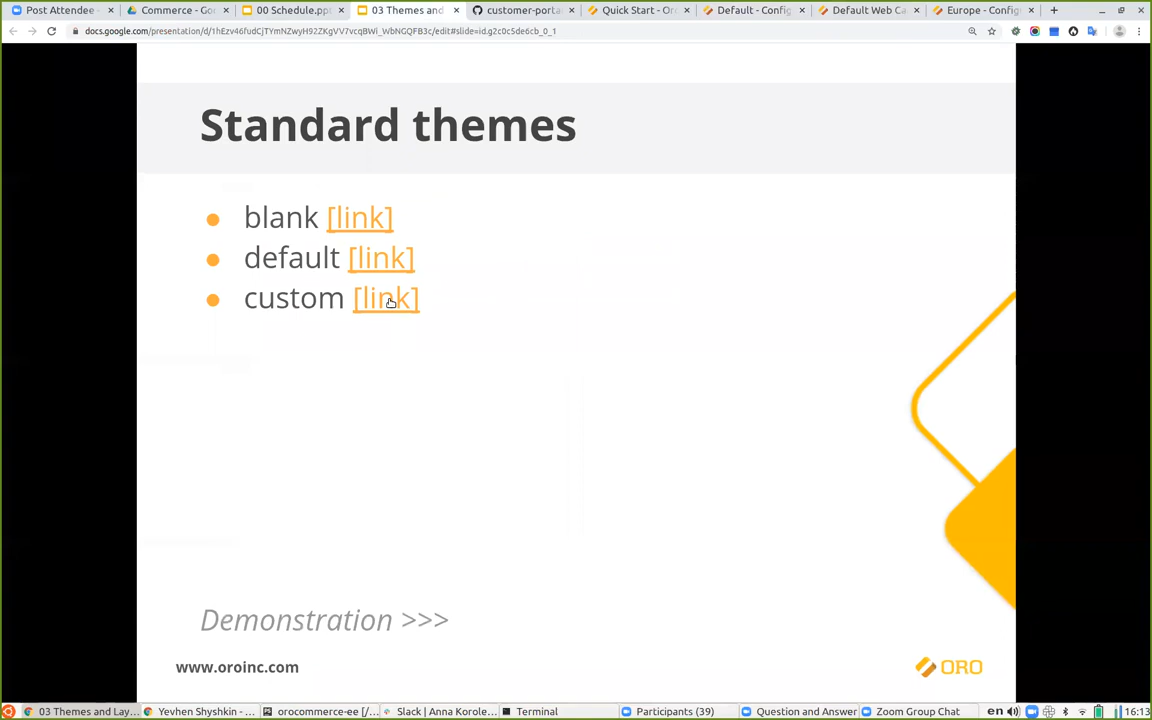 Post Attendee -
Commerce - Go
00 Schedule.pp
03 Themes and
customer-porta
Quick Start - Or
Default - Config
Default Web Ca
Europe - Config
docs.google.com/presentation/d/1hEzv46fudCjTYmNZwyH92ZKgVV7vcqBWi_WbNGQFB3c/edit#slide=id.g2c0c5de6cb_0_1
Standard themes
blank [link]
default [link]
custom [link]
Demonstration >>>
www.oroinc.com
ORO
03 Themes and Lay...
Yevhen Shyshkin - ...
orocommerce-ee [/...
Slack | Anna Korole...
Terminal
Participants (39)
Question and Answer
Zoom Group Chat
en
16:13